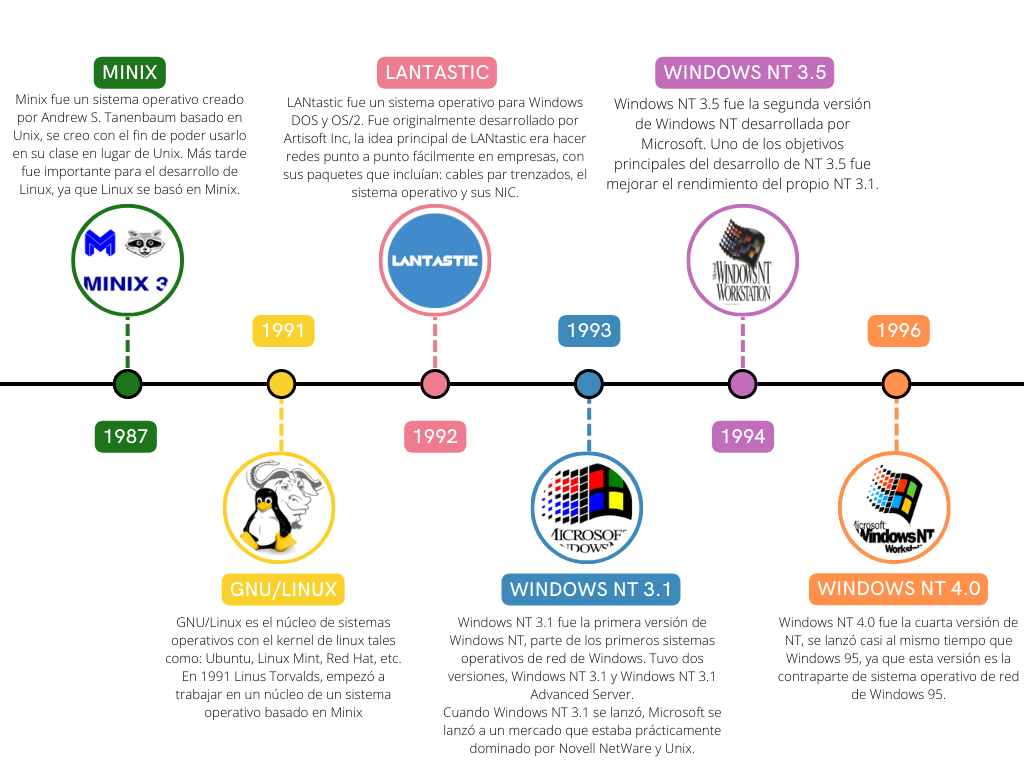 MINIX
Minix fue un sistema operativo creado
por Andrew S. Tanenbaum basado en
Unix, se creo con el fin de poder usarlo
en su clase en lugar de Unix. Más tarde
fue importante para el desarrollo de
Linux, ya que Linux se basó en Minix.
MINIX 3
1987
1991
GNU/LINUX
GNU/Linux es el núcleo de sistemas
operativos con el kernel de linux tales
como: Ubuntu, Linux Mint, Red Hat, etc.
En 1991 Linus Torvalds, empezó a
trabajar en un núcleo de un sistema
operativo basado en Minix
LANTASTIC
LANtastic fue un sistema operativo para Windows
DOS y OS/2. Fue originalmente desarrollado por
Artisoft Inc, la idea principal de LANtastic era hacer
redes punto a punto fácilmente en empresas, con
sus paquetes que incluían: cables par trenzados, el
sistema operativo y sus NIC.
LANTASTIC
1992
1993
MICROSOFT
WINDOWS
WINDOWS NT 3.1
Windows NT 3.1 fue la primera versión de
Windows NT, parte de los primeros sistemas
operativos de red de Windows. Tuvo dos
versiones, Windows NT 3.1 y Windows NT 3.1
Advanced Server.
Cuando Windows NT 3.1 se lanzó, Microsoft se
lanzó a un mercado que estaba prácticamente
dominado por Novell NetWare y Unix.
WINDOWS NT 3.5
Windows NT 3.5 fue la segunda versión
de Windows NT desarrollada por
Microsoft. Uno de los objetivos
principales del desarrollo de NT 3.5 fue
mejorar el rendimiento del propio NT 3.1.
Microsoft
WINDOWS NT
WORKSTATION
1994
1996
Microsoft
Windows NT
Workstation
WINDOWS NT 4.0
Windows NT 4.0 fue la cuarta versión de
NT, se lanzó casi al mismo tiempo que
Windows 95, ya que esta versión es la
contraparte de sistema operativo de red
de Windows 95.